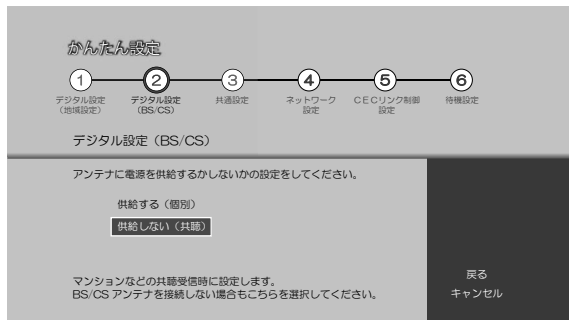 かんたん設定
1 2 3 4 5 6
デジタル設定 デジタル設定 共通設定 ネットワーク CECリンク制御 待機設定
(地域設定) (BS/CS) 設定 設定
デジタル設定(BS/CS)
アンテナに電源を供給するかしないかの設定をしてください。
供給する(個別)
供給しない(共聴)
マンションなどの共聴受信時に設定します。
BS/CS アンテナを接続しない場合もこちらを選択してください。
戻る
キャンセル